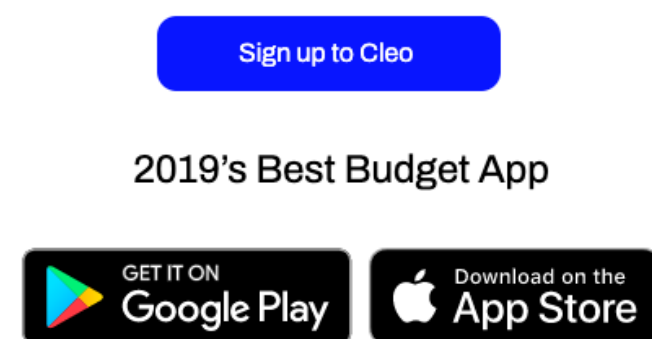 Sign up to Cleo
2019’s Best Budget App
GET IT ON
Google Play
Download on the
App Store